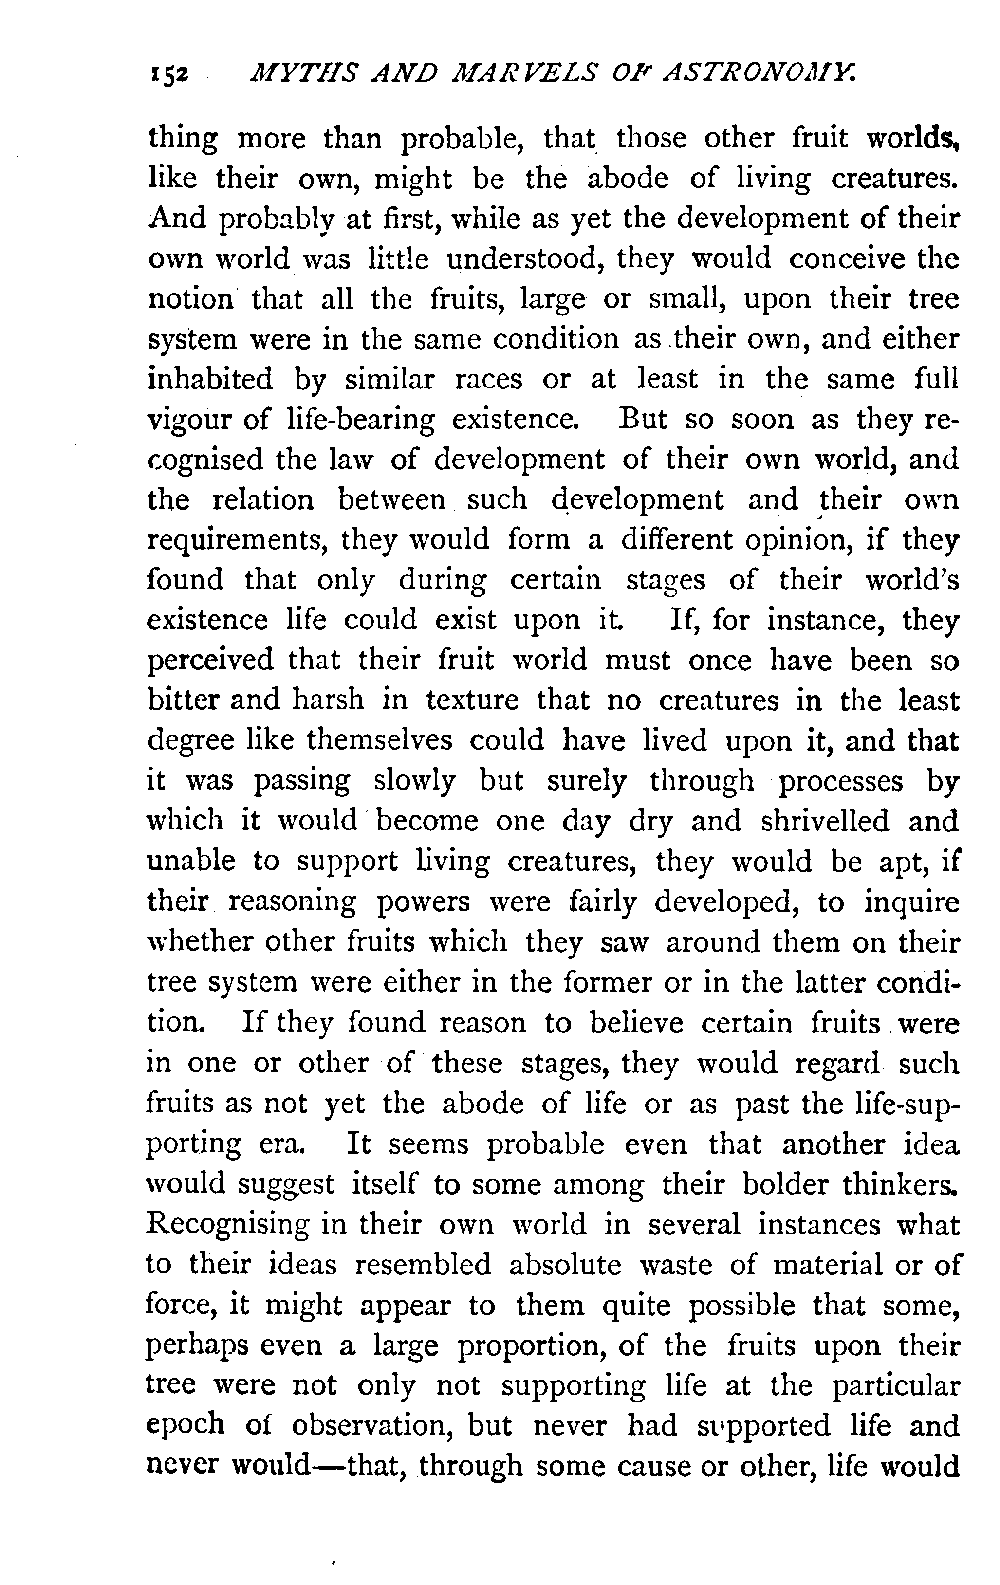 152 MYTHS AND MARVELS OF ASTRONOMY.
thing more than probable, that those other fruit worlds,
like their own, might be the abode of living creatures.
And probably at first, while as yet the development of their
own world was little understood, they would conceive the
notion that all the fruits, large or small, upon their tree
system were in the same condition as their own, and either
inhabited by similar races or at least in the same full
vigour of life-bearing existence. But so soon as they re-
cognised the law of development of their own world, and
the relation between such development and their own
requirements, they would form a different opinion, if they
found that only during certain stages of their world's
existence life could exist upon it. If, for instance, they
perceived that their fruit world must once have been so
bitter and harsh in texture that no creatures in the least
degree like themselves could have lived upon it, and that
it was passing slowly but surely through processes by
which it would become one day dry and shrivelled and
unable to support living creatures, they would be apt, if
their reasoning powers were fairly developed, to inquire
whether other fruits which they saw around them on their
tree system were either in the former or in the latter condi-
tion. If they found reason to believe certain fruits were
in one or other of these stages, they would regard such
fruits as not yet the abode of life or as past the life-sup-
porting era. It seems probable even that another idea
would suggest itself to some among their bolder thinkers.
Recognising in their own world in several instances what
to their ideas resembled absolute waste of material or of
force, it might appear to them quite possible that some,
perhaps even a large proportion, of the fruits upon their
tree were not only not supporting life at the particular
epoch of observation, but never had supported life and
never would—that, through some cause or other, life would